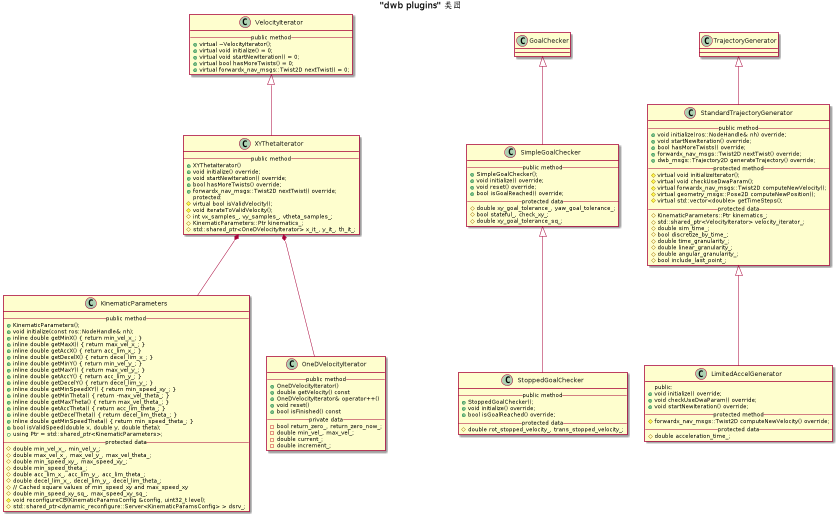 "dwb plugins" 类图
C VelocityIterator
public method
virtual ~VelocityIterator();
virtual void initialize() = 0;
virtual void startNewIteration() = 0;
virtual bool hasMoreTwists() = 0;
virtual forwardx_nav_msgs::Twist2D nextTwist() = 0;
C GoalChecker
C TrajectoryGenerator
C XYThetaIterator
public method
XYThetaIterator()
void initialize() override;
void startNewIteration() override;
bool hasMoreTwists() override;
forwardx_nav_msgs::Twist2D nextTwist() override;
protected:
virtual bool isValidVelocity();
void iterateToValidVelocity();
int vx_samples_, vy_samples_, vtheta_samples_;
KinematicParameters::Ptr kinematics_;
std::shared_ptr<OneDVelocityIterator> x_it_, y_it_, th_it_;
C SimpleGoalChecker
public method
SimpleGoalChecker();
void initialize() override;
void reset() override;
bool isGoalReached() override;
protected data
double xy_goal_tolerance_, yaw_goal_tolerance_;
bool stateful_, check_xy_;
double xy_goal_tolerance_sq_;
C StandardTrajectoryGenerator
public method
void initialize(ros::NodeHandle& nh) override;
void startNewIteration() override;
bool hasMoreTwists() override;
forwardx_nav_msgs::Twist2D nextTwist() override;
dwb_msgs::Trajectory2D generateTrajectory() override;
protected method
virtual void initializeIterator();
virtual void checkUseDwaParam();
virtual forwardx_nav_msgs::Twist2D computeNewVelocity();
virtual geometry_msgs::Pose2D computeNewPosition();
virtual std::vector<double> getTimeSteps();
protected data
KinematicParameters::Ptr kinematics_;
std::shared_ptr<VelocityIterator> velocity_iterator_;
double sim_time_;
bool discretize_by_time_;
double time_granularity_;
double linear_granularity_;
double angular_granularity_;
bool include_last_point_;
C KinematicParameters
public method
KinematicParameters();
void initialize(const ros::NodeHandle& nh);
inline double getMinX() { return min_vel_x_; }
inline double getMaxX() { return max_vel_x_; }
inline double getAccX() { return acc_lim_x_; }
inline double getDecelX() { return decel_lim_x_; }
inline double getMinY() { return min_vel_y_; }
inline double getMaxY() { return max_vel_y_; }
inline double getAccY() { return acc_lim_y_; }
inline double getDecelY() { return decel_lim_y_; }
inline double getMinSpeedXY() { return min_speed_xy_; }
inline double getMinTheta() { return -max_vel_theta_; }
inline double getMaxTheta() { return max_vel_theta_; }
inline double getAccTheta() { return acc_lim_theta_; }
inline double getDecelTheta() { return decel_lim_theta_; }
inline double getMinSpeedTheta() { return min_speed_theta_; }
bool isValidSpeed(double x, double y, double theta);
using Ptr = std::shared_ptr<KinematicParameters>;
protected data
double min_vel_x_, min_vel_y_;
double max_vel_x_, max_vel_y_, max_vel_theta_;
double min_speed_xy_, max_speed_xy_;
double min_speed_theta_;
double acc_lim_x_, acc_lim_y_, acc_lim_theta_;
double decel_lim_x_, decel_lim_y_, decel_lim_theta_;
// Cached square values of min_speed_xy and max_speed_xy
double min_speed_xy_sq_, max_speed_xy_sq_;
void reconfigureCB(KinematicParamsConfig &config, uint32_t level);
std::shared_ptr<dynamic_reconfigure::Server<KinematicParamsConfig> > dsrv_;
C OneDVelocityIterator
public method
OneDVelocityIterator()
double getVelocity() const
OneDVelocityIterator& operator++()
void reset()
bool isFinished() const
private data
bool return_zero_, return_zero_now_;
double min_vel_, max_vel_;
double current_;
double increment_;
C StoppedGoalChecker
public method
StoppedGoalChecker();
void initialize() override;
bool isGoalReached() override;
protected data
double rot_stopped_velocity_, trans_stopped_velocity_;
C LimitedAccelGenerator
public:
void initialize() override;
void checkUseDwaParam() override;
void startNewIteration() override;
protected method
forwardx_nav_msgs::Twist2D computeNewVelocity() override;
protected data
double acceleration_time_;